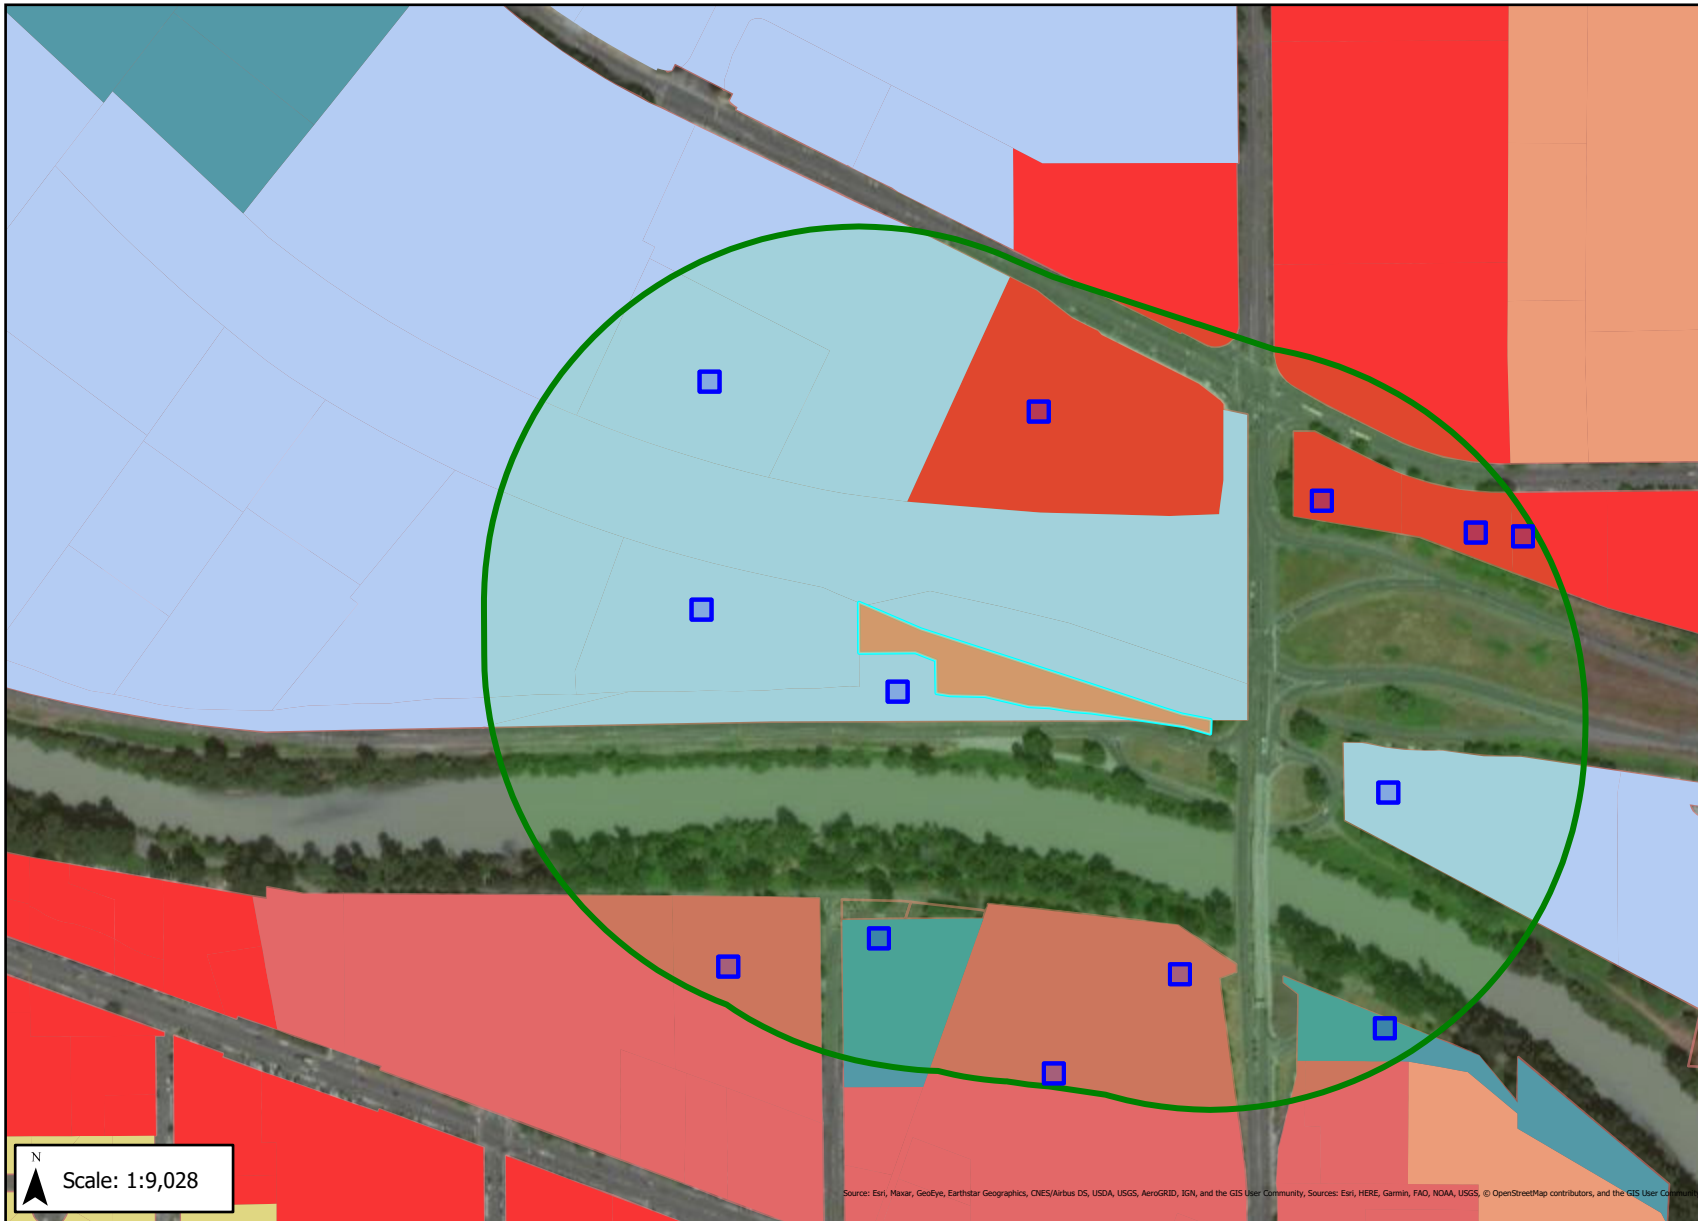 N
Scale: 1:9,028
Source: Esri, Maxar, GeoEye, Earthstar Geographics, CNES/Airbus DS, USDA, USGS, AeroGRID, IGN, and the GIS User Community, Sources: Esri, HERE, Garmin, FAO, NOAA, USGS, © OpenStreetMap contributors, and the GIS User Community